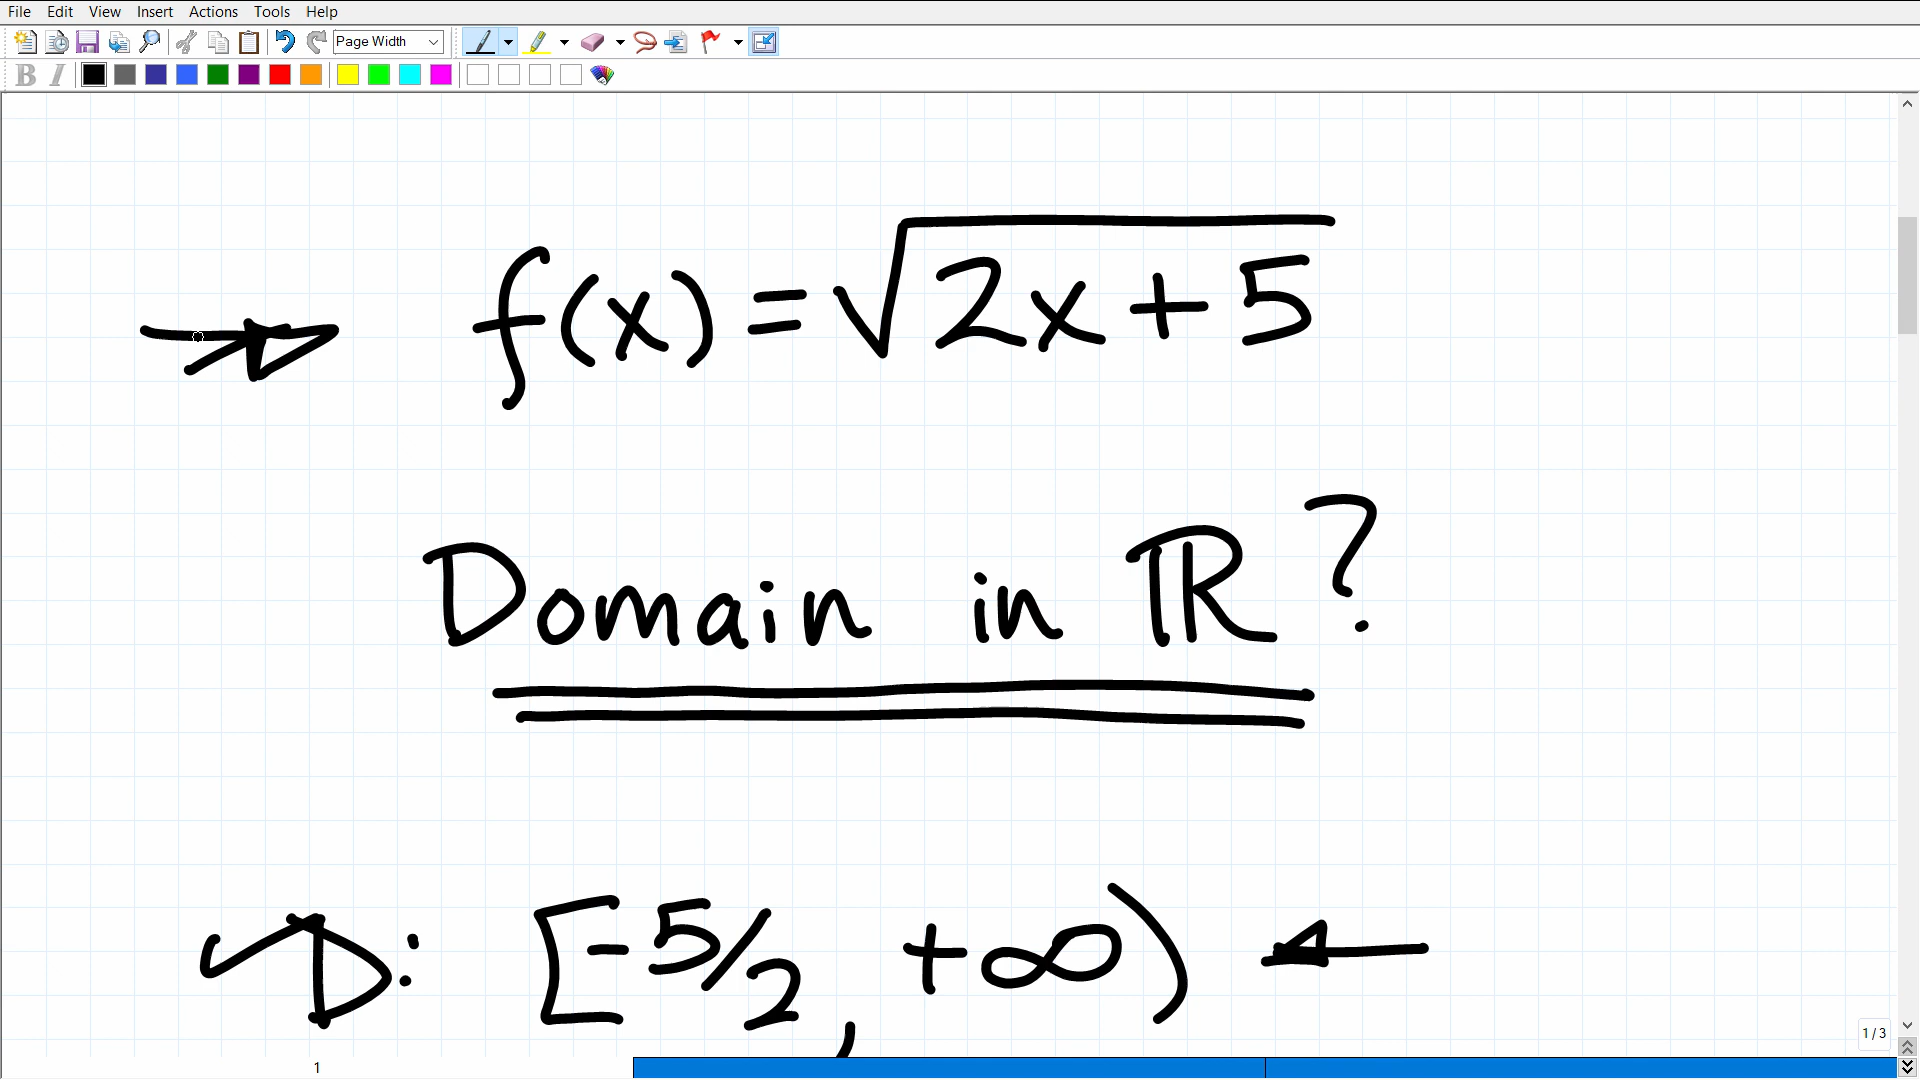 File Edit View Insert Actions Tools Help
Page Width
B I
f(x) = √2x + 5
Domain in ℝ?
D: [-5/2, +∞)
1 / 3
1